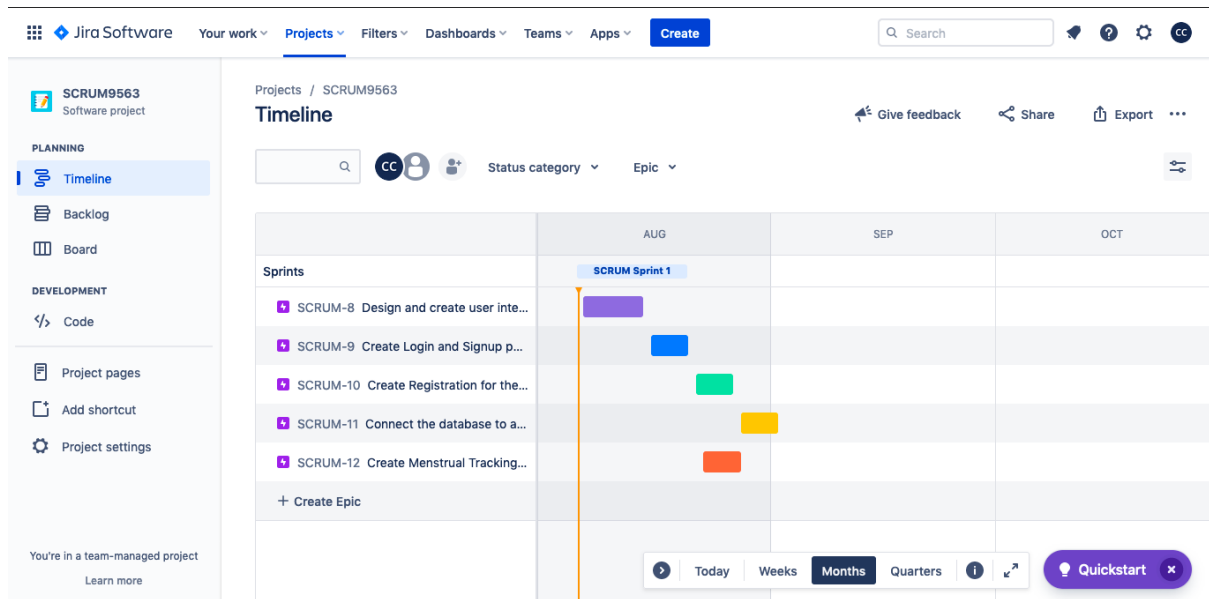 Jira Software Your work Projects Filters Dashboards Teams Apps Create Search CC
SCRUM9563
Software project
PLANNING
Timeline
Backlog
Board
DEVELOPMENT
Code
Project pages
Add shortcut
Project settings
You're in a team-managed project
Learn more
Projects / SCRUM9563
Timeline
Give feedback Share Export
CC Status category Epic
AUG SEP OCT
Sprints SCRUM Sprint 1
SCRUM-8 Design and create user inte...
SCRUM-9 Create Login and Signup p...
SCRUM-10 Create Registration for the...
SCRUM-11 Connect the database to a...
SCRUM-12 Create Menstrual Tracking...
+ Create Epic
Today Weeks Months Quarters
Quickstart